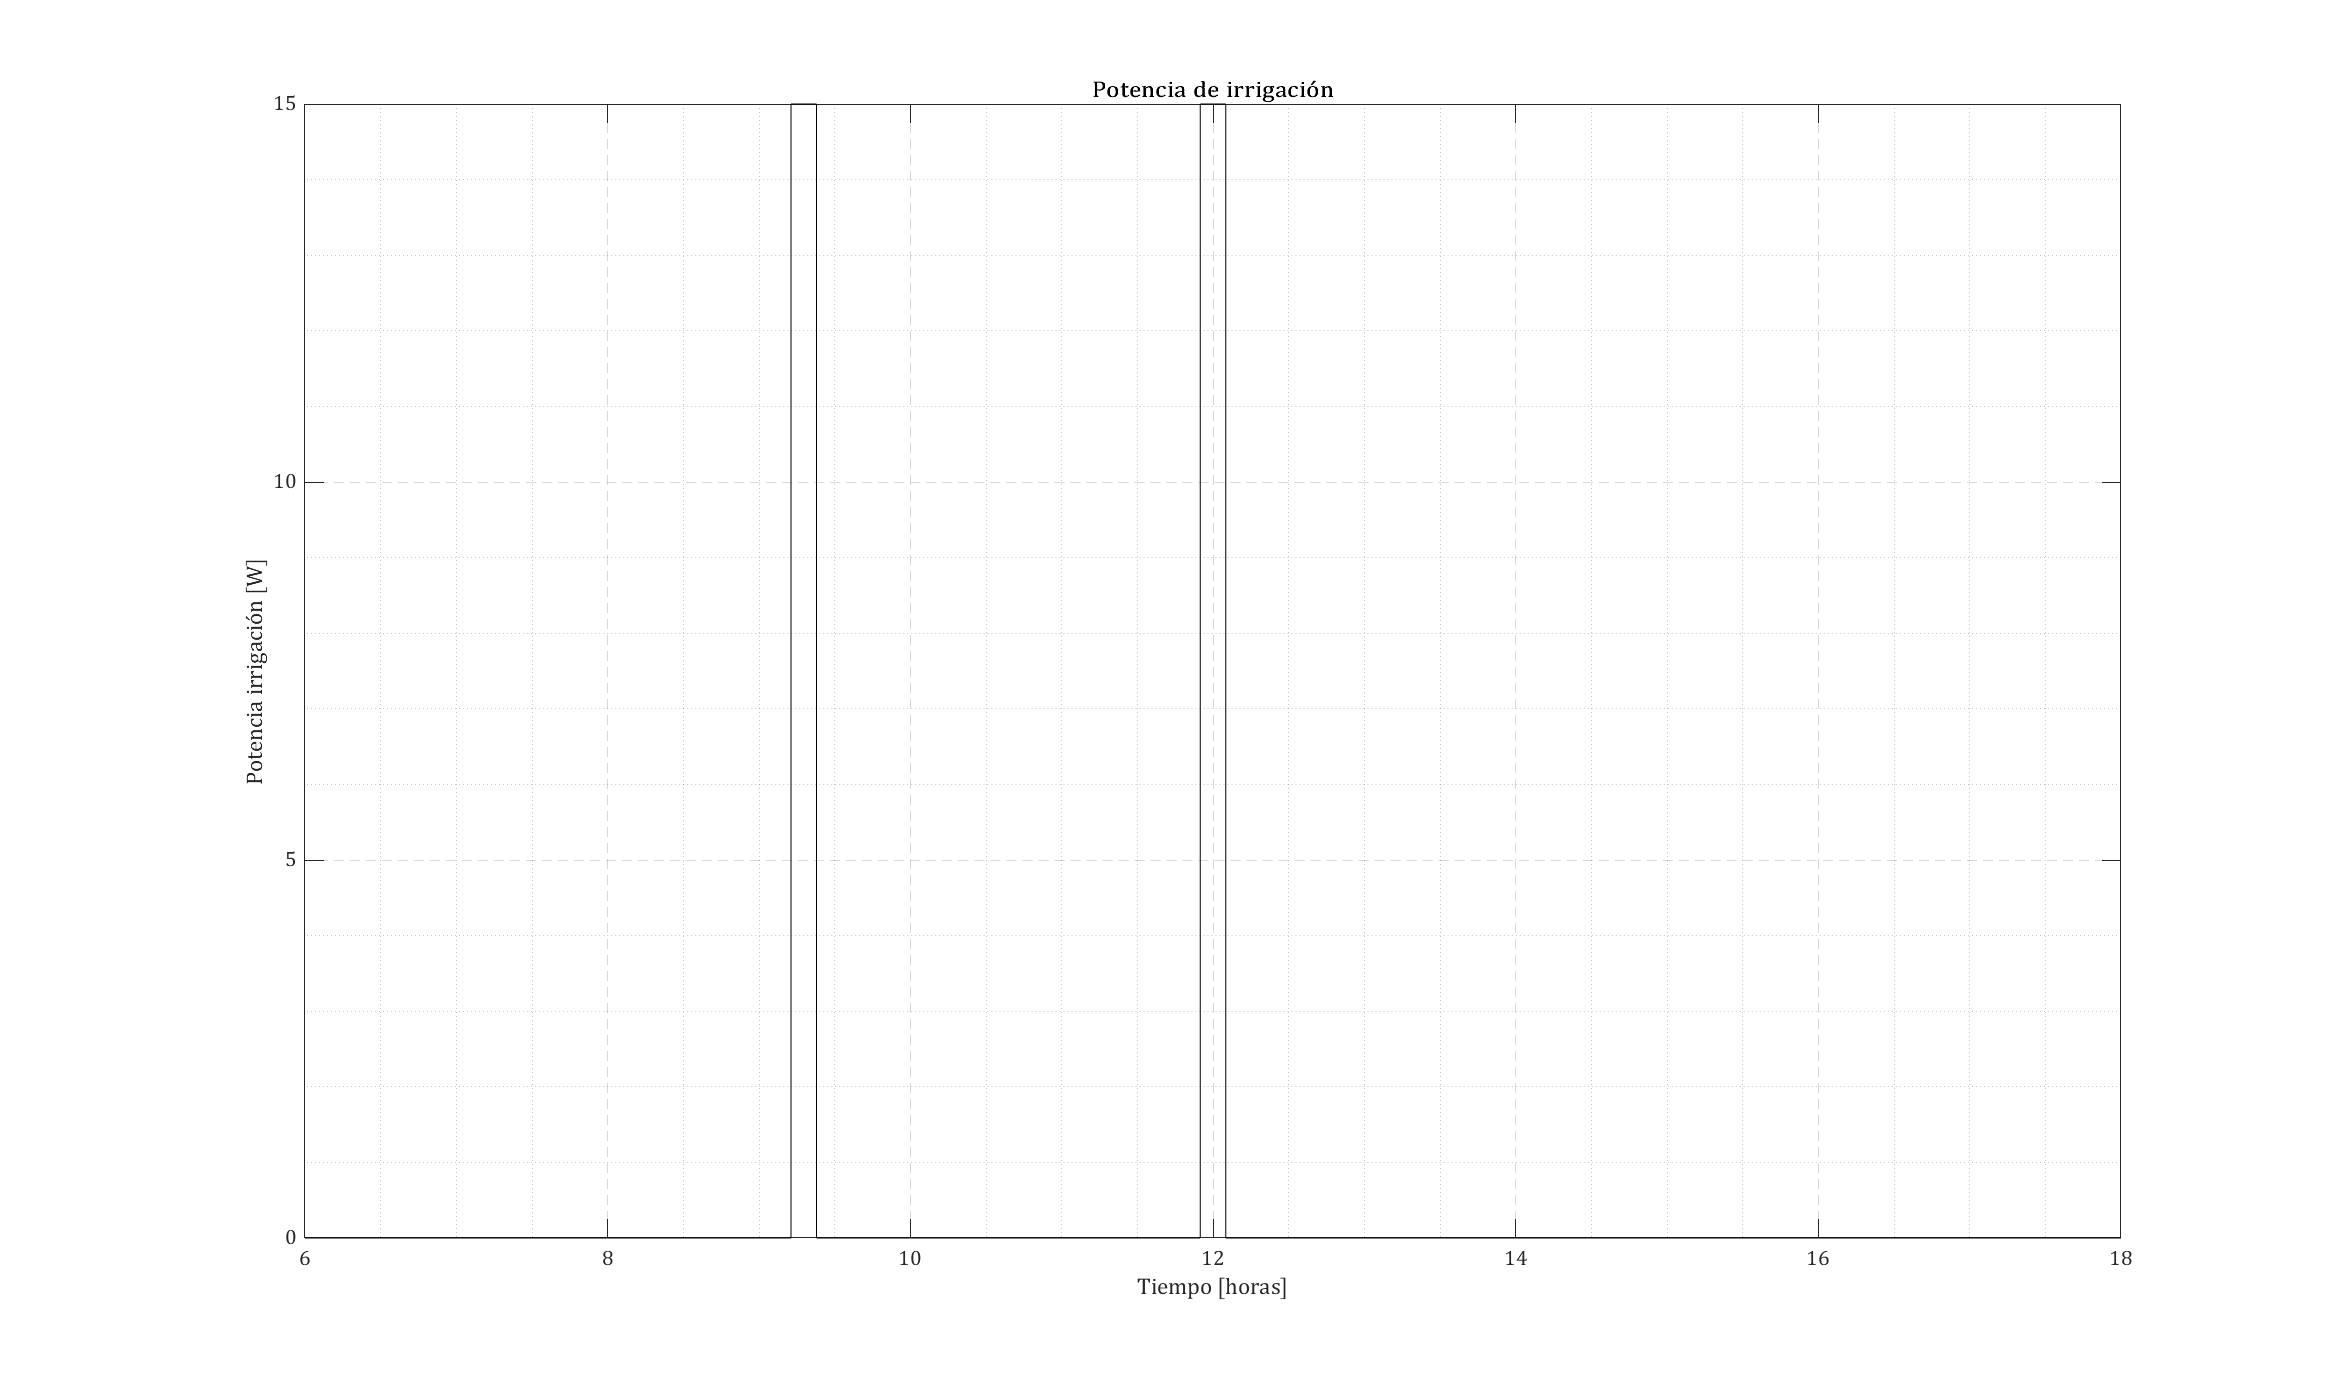 Potencia de irrigación
15
10
5
0
Potencia irrigación [W]
6 8 10 12 14 16 18
Tiempo [horas]